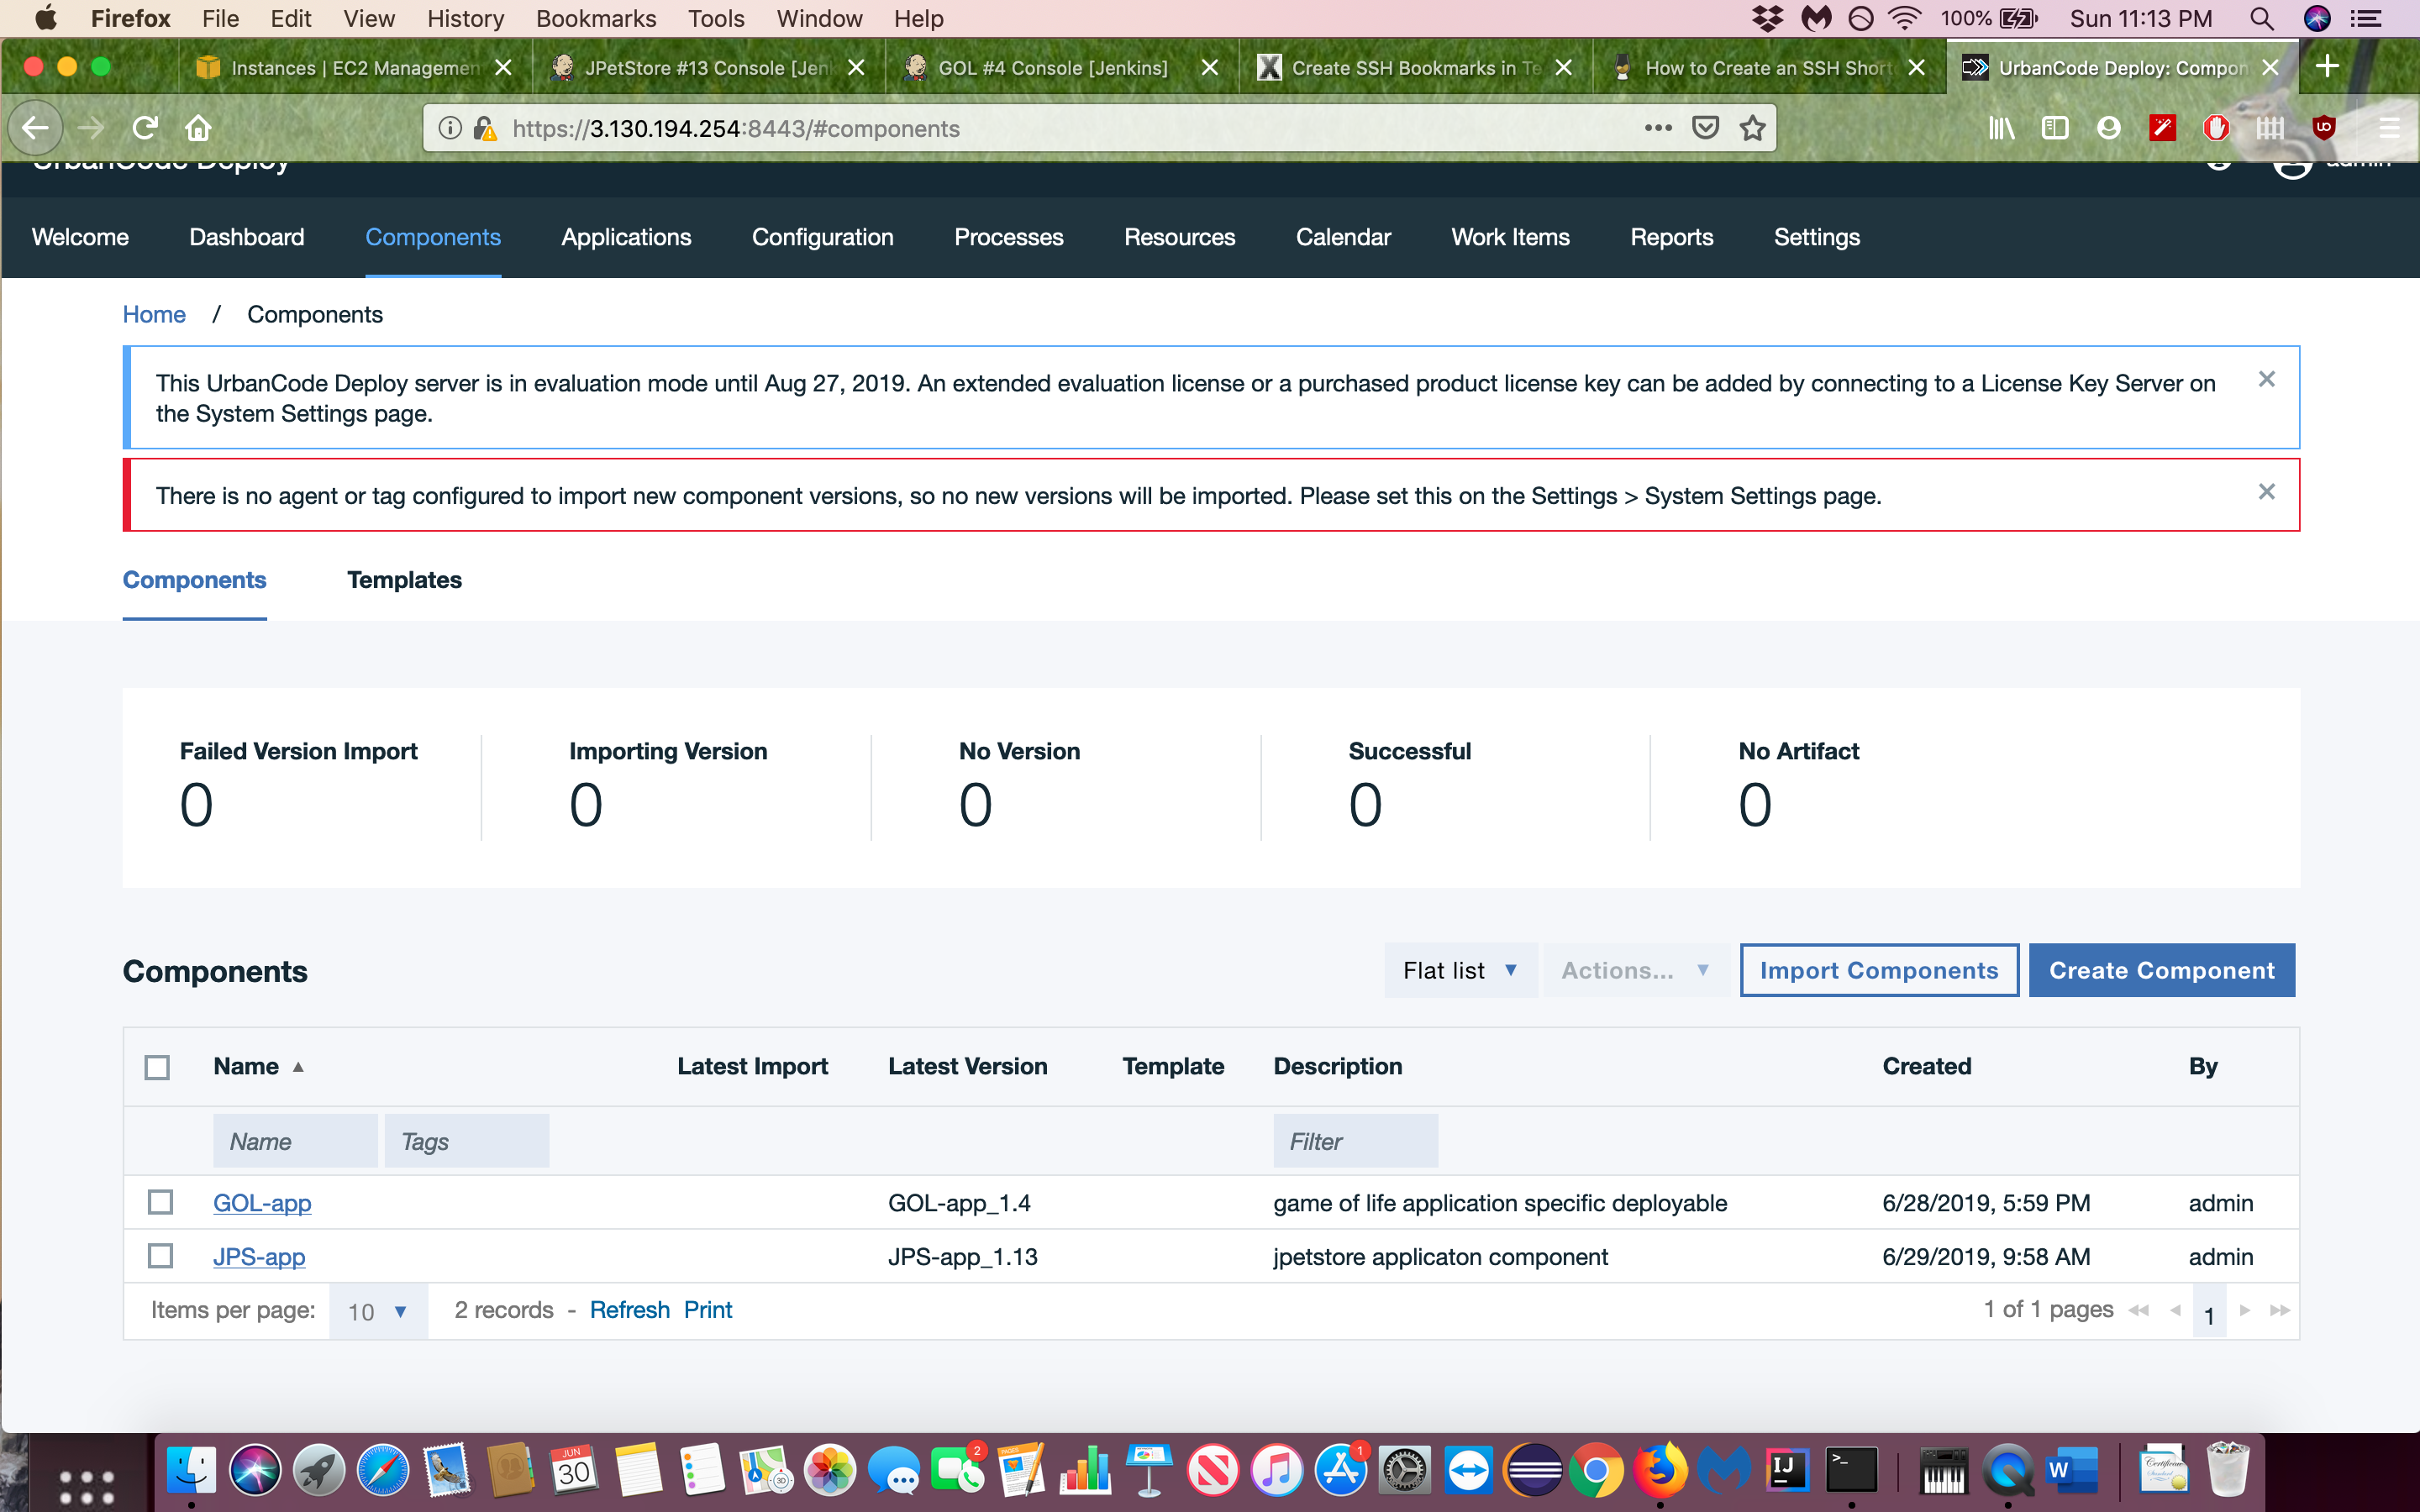 Firefox File Edit View History Bookmarks Tools Window Help 100% Sun 11:13 PM
Instances | EC2 Managemen JPetStore #13 Console [Jenk GOL #4 Console [Jenkins] Create SSH Bookmarks in Te How to Create an SSH Short UrbanCode Deploy: Compon
https://3.130.194.254:8443/#components
UrbanCode Deploy admin
Welcome Dashboard Components Applications Configuration Processes Resources Calendar Work Items Reports Settings
Home / Components
This UrbanCode Deploy server is in evaluation mode until Aug 27, 2019. An extended evaluation license or a purchased product license key can be added by connecting to a License Key Server on
the System Settings page.
There is no agent or tag configured to import new component versions, so no new versions will be imported. Please set this on the Settings > System Settings page.
Components Templates
Failed Version Import Importing Version No Version Successful No Artifact
0 0 0 0 0
Components Flat list Actions... Import Components Create Component
Name Latest Import Latest Version Template Description Created By
Name Tags Filter
GOL-app GOL-app_1.4 game of life application specific deployable 6/28/2019, 5:59 PM admin
JPS-app JPS-app_1.13 jpetstore applicaton component 6/29/2019, 9:58 AM admin
Items per page: 10 2 records - Refresh Print 1 of 1 pages 1
JUN
30
2
PAGES
1
IJ
W